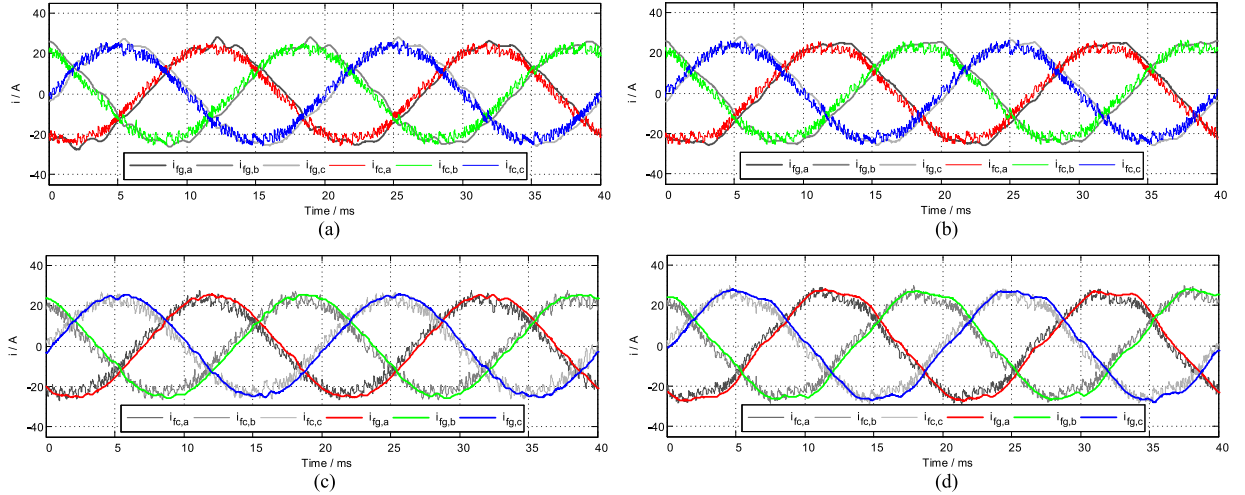 40
20
0
−20
−40
i / A
i_fg,a i_fg,b i_fg,c i_fc,a i_fc,b i_fc,c
0 5 10 15 20 25 30 35 40
Time / ms
(a)
40
20
0
−20
−40
i / A
i_fg,a i_fg,b i_fg,c i_fc,a i_fc,b i_fc,c
0 5 10 15 20 25 30 35 40
Time / ms
(b)
40
20
0
−20
−40
i / A
i_fc,a i_fc,b i_fc,c i_fg,a i_fg,b i_fg,c
0 5 10 15 20 25 30 35 40
Time / ms
(c)
40
20
0
−20
−40
i / A
i_fc,a i_fc,b i_fc,c i_fg,a i_fg,b i_fg,c
0 5 10 15 20 25 30 35 40
Time / ms
(d)